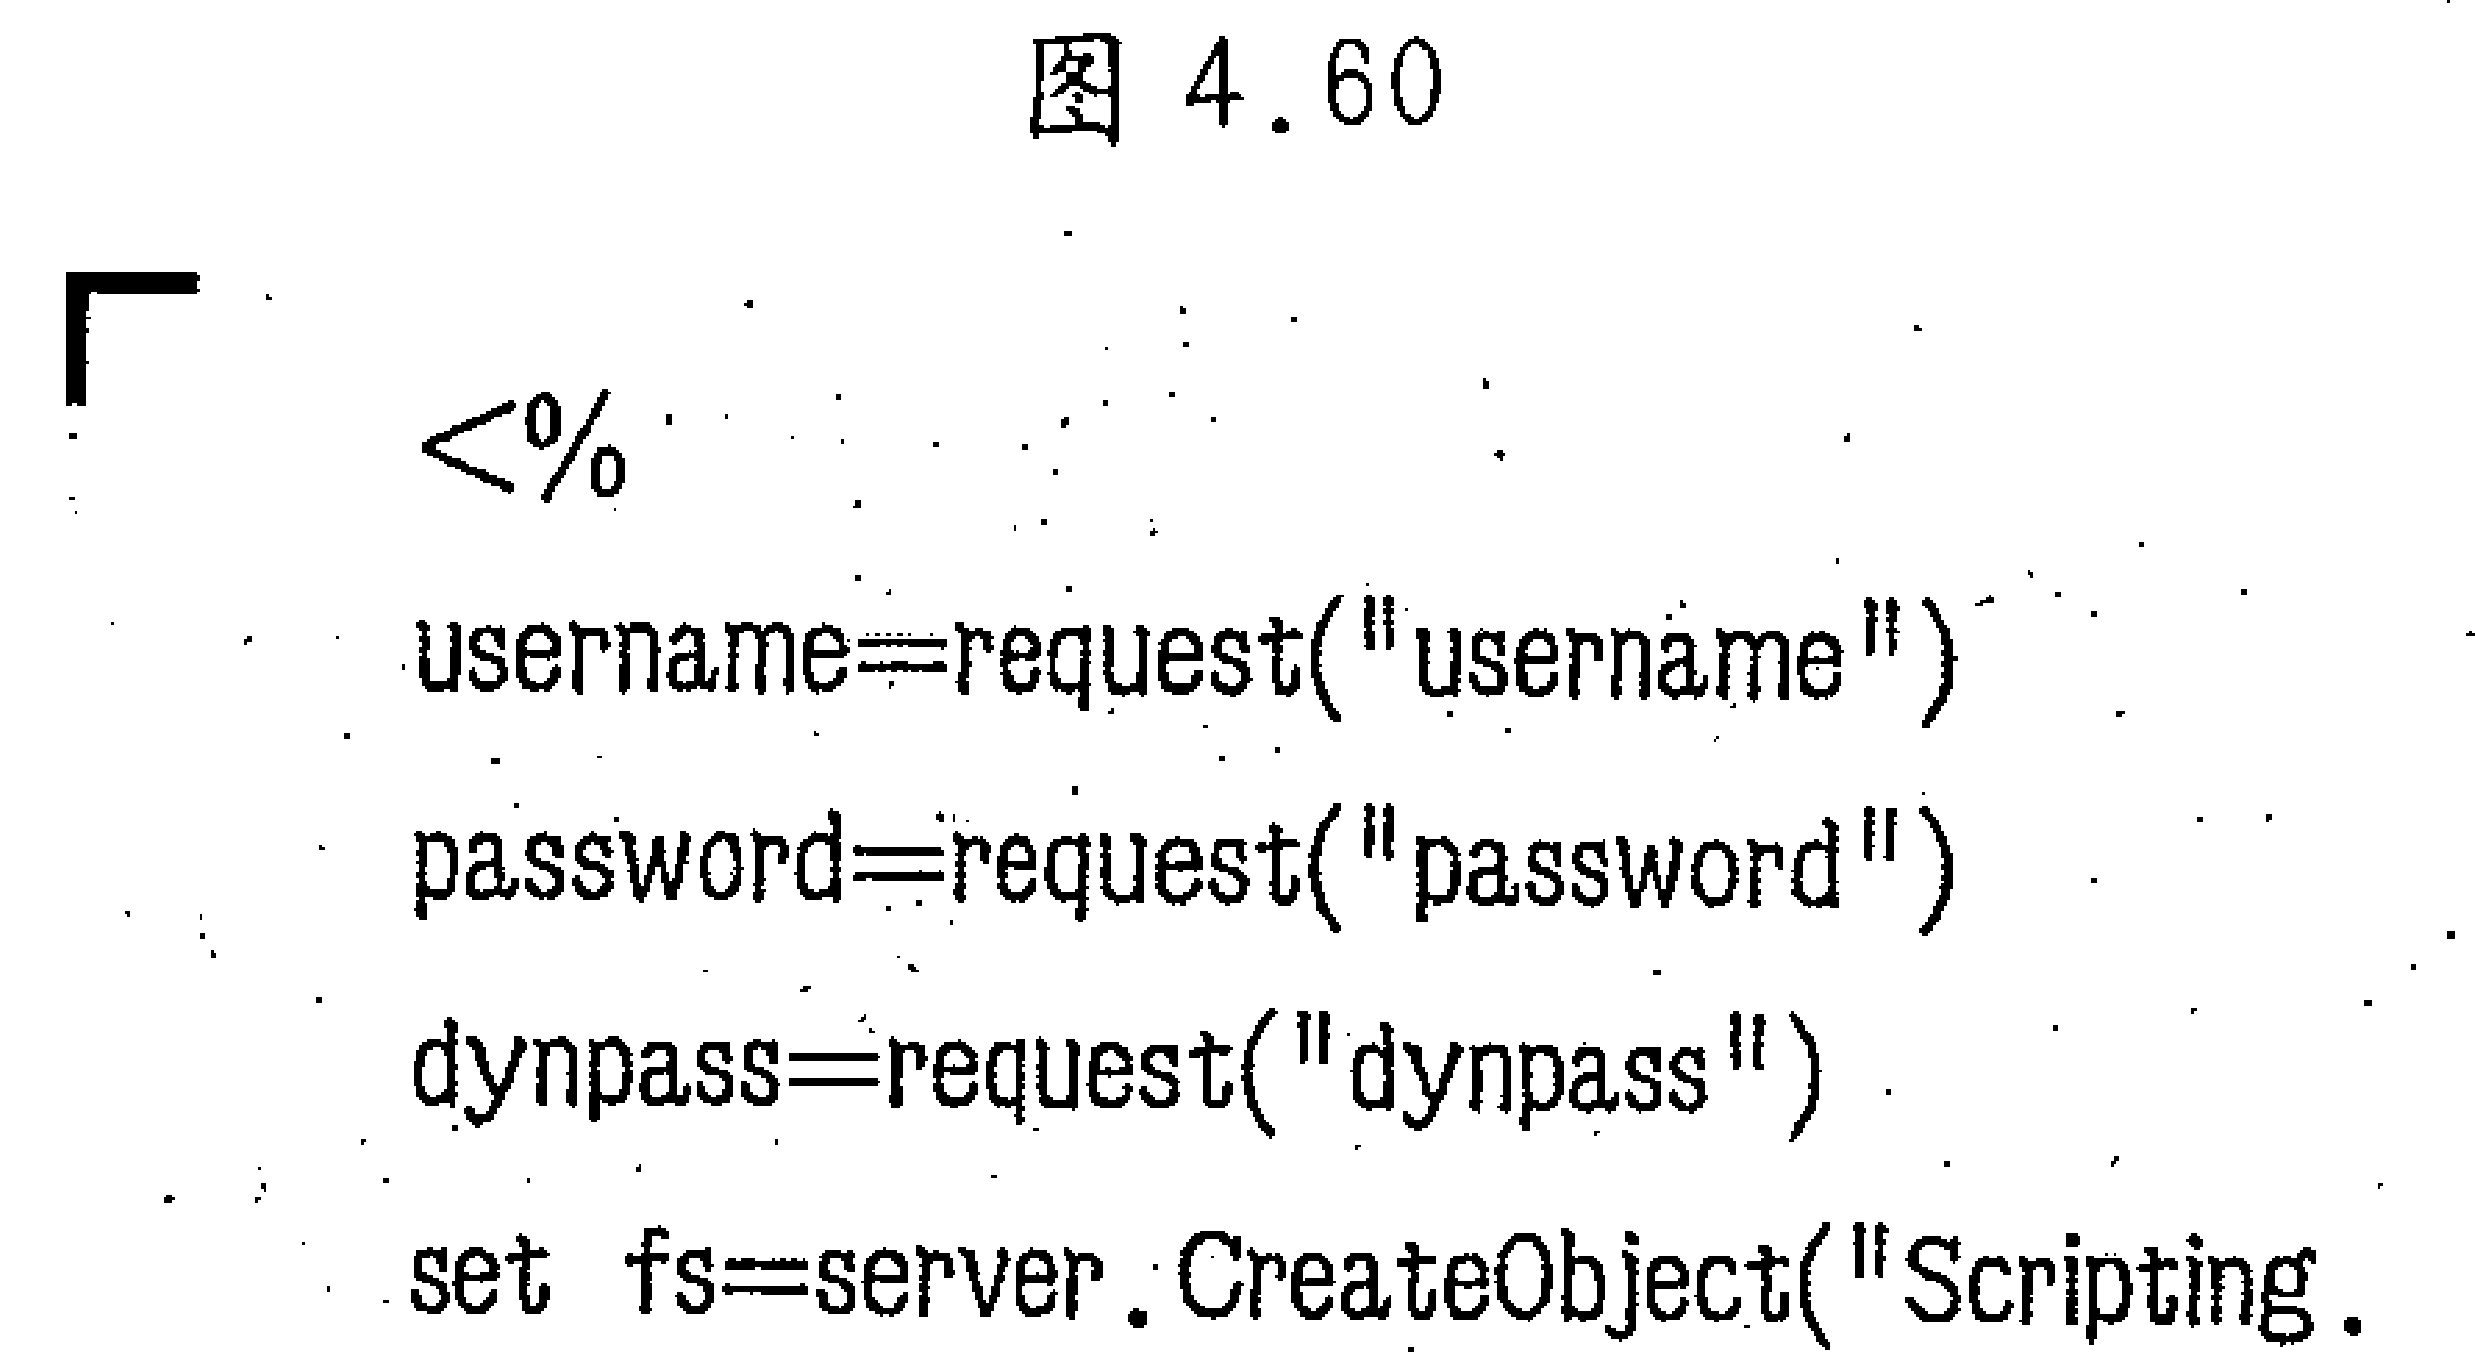 图 4.60
<%
username=request("username")
password=request("password")
dynpass=request("dynpass")
set fs=server.CreateObject("Scripting.